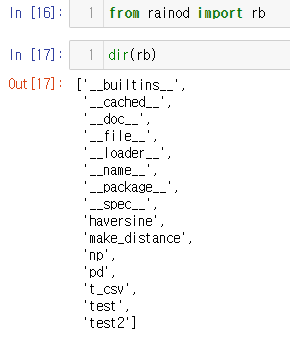 In [16]: 1 from rainod import rb
In [17]: 1 dir(rb)
Out[17]: ['__builtins__',
'__cached__',
'__doc__',
'__file__',
'__loader__',
'__name__',
'__package__',
'__spec__',
'haversine',
'make_distance',
'np',
'pd',
't_csv',
'test',
'test2']